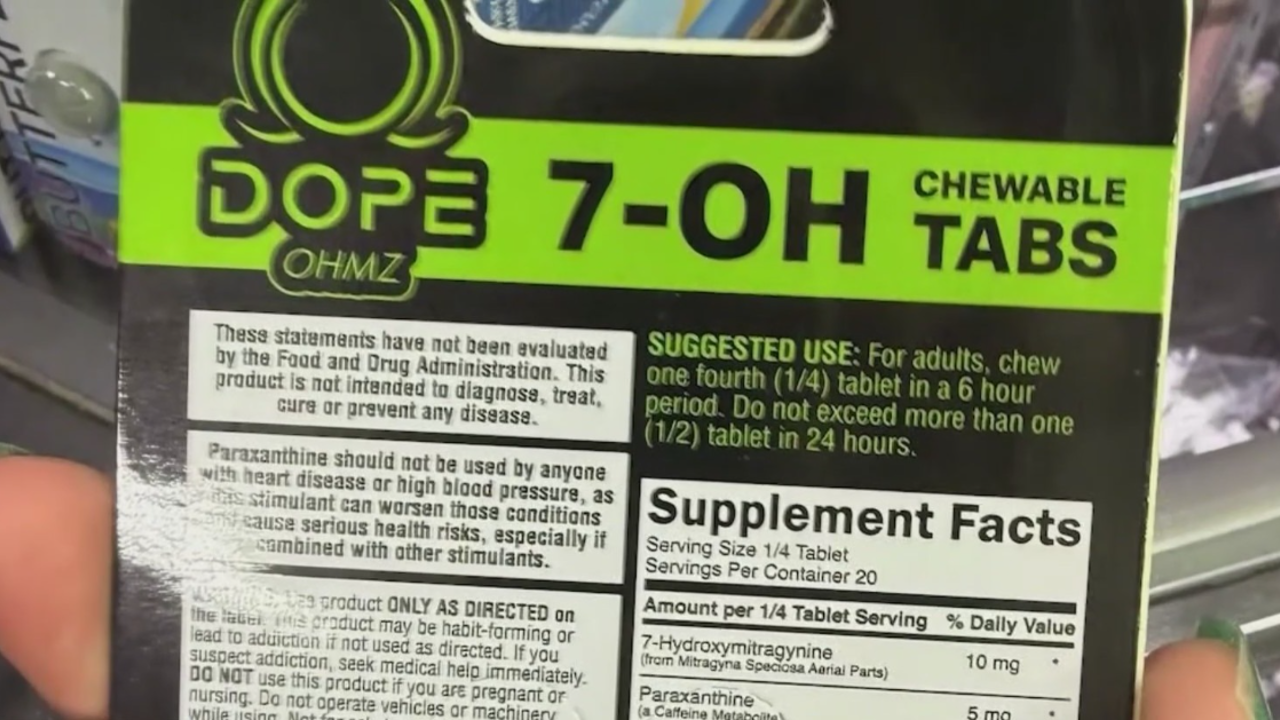 DOPE
OHMZ
7-OH
CHEWABLE
TABS
These statements have not been evaluated
by the Food and Drug Administration. This
product is not intended to diagnose, treat,
cure or prevent any disease.
Paraxanthine should not be used by anyone
with heart disease or high blood pressure, as
this stimulant can worsen those conditions
and cause serious health risks, especially if
combined with other stimulants.
product ONLY AS DIRECTED on
the label. This product may be habit-forming or
lead to addiction if not used as directed. If you
suspect addiction, seek medical help immediately.
DO NOT use this product if you are pregnant or
nursing. Do not operate vehicles or machinery
while using.
SUGGESTED USE: For adults, chew
one fourth (1/4) tablet in a 6 hour
period. Do not exceed more than one
(1/2) tablet in 24 hours.
Supplement Facts
Serving Size 1/4 Tablet
Servings Per Container 20
Amount per 1/4 Tablet Serving % Daily Value
7-Hydroxymitragynine 10 mg *
(from Mitragyna Speciosa Aerial Parts)
Paraxanthine 5 mg *
(a Caffeine Metabolite)